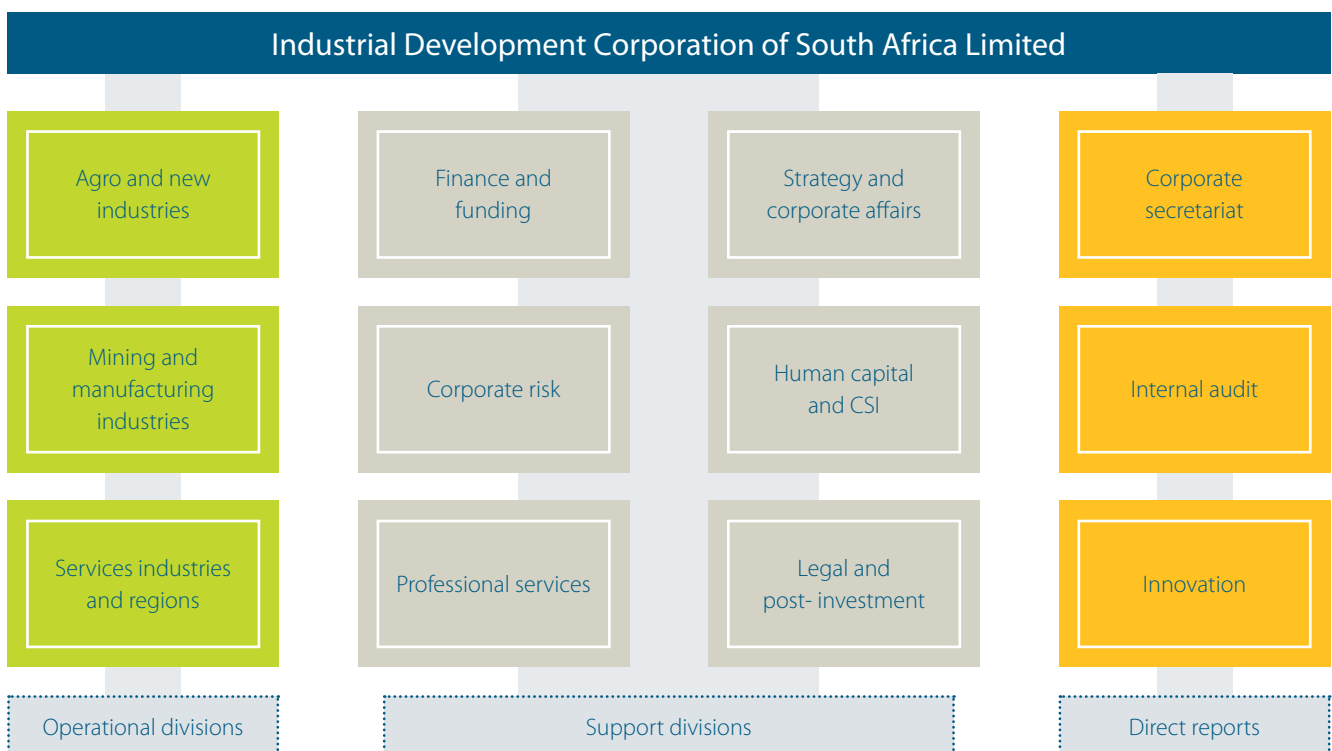 Industrial Development Corporation of South Africa Limited
Agro and new
industries
Finance and
funding
Strategy and
corporate affairs
Corporate
secretariat
Mining and
manufacturing
industries
Corporate risk
Human capital
and CSI
Internal audit
Services industries
and regions
Professional services
Legal and
post- investment
Innovation
Operational divisions
Support divisions
Direct reports